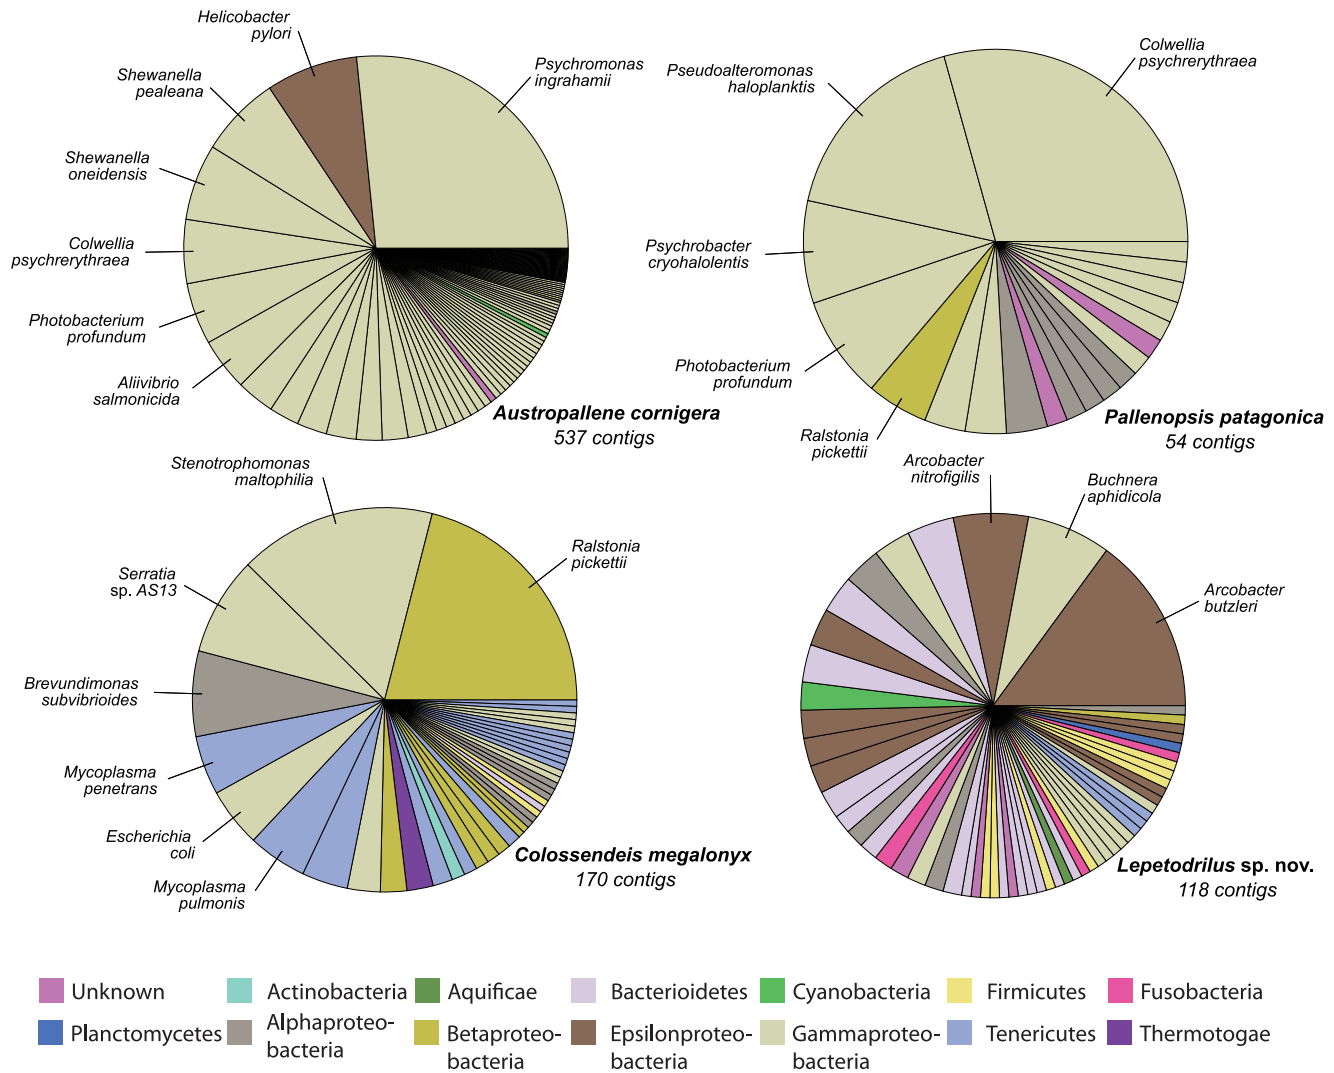 Helicobacter
pylori
Shewanella
pealeana
Psychromonas
ingrahamii
Shewanella
oneidensis
Colwellia
psychrerythraea
Photobacterium
profundum
Aliivibrio
salmonicida
Austropallene cornigera
537 contigs
Colwellia
psychrerythraea
Pseudoalteromonas
haloplanktis
Psychrobacter
cryohalolentis
Photobacterium
profundum
Ralstonia
pickettii
Pallenopsis patagonica
54 contigs
Stenotrophomonas
maltophilia
Ralstonia
pickettii
Serratia
sp. AS13
Brevundimonas
subvibrioides
Mycoplasma
penetrans
Escherichia
coli
Mycoplasma
pulmonis
Colossendeis megalonyx
170 contigs
Arcobacter
nitrofigilis
Buchnera
aphidicola
Arcobacter
butzleri
Lepetodrilus sp. nov.
118 contigs
Unknown
Actinobacteria
Aquificae
Bacterioidetes
Cyanobacteria
Firmicutes
Fusobacteria
Planctomycetes
Alphaproteo-
bacteria
Betaproteo-
bacteria
Epsilonproteo-
bacteria
Gammaproteo-
bacteria
Tenericutes
Thermotogae